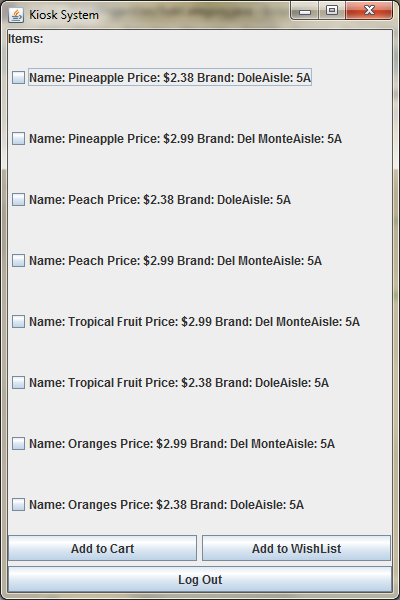 Kiosk System
Items:
Name: Pineapple Price: $2.38 Brand: DoleAisle: 5A
Name: Pineapple Price: $2.99 Brand: Del MonteAisle: 5A
Name: Peach Price: $2.38 Brand: DoleAisle: 5A
Name: Peach Price: $2.99 Brand: Del MonteAisle: 5A
Name: Tropical Fruit Price: $2.99 Brand: Del MonteAisle: 5A
Name: Tropical Fruit Price: $2.38 Brand: DoleAisle: 5A
Name: Oranges Price: $2.99 Brand: Del MonteAisle: 5A
Name: Oranges Price: $2.38 Brand: DoleAisle: 5A
Add to Cart
Add to WishList
Log Out